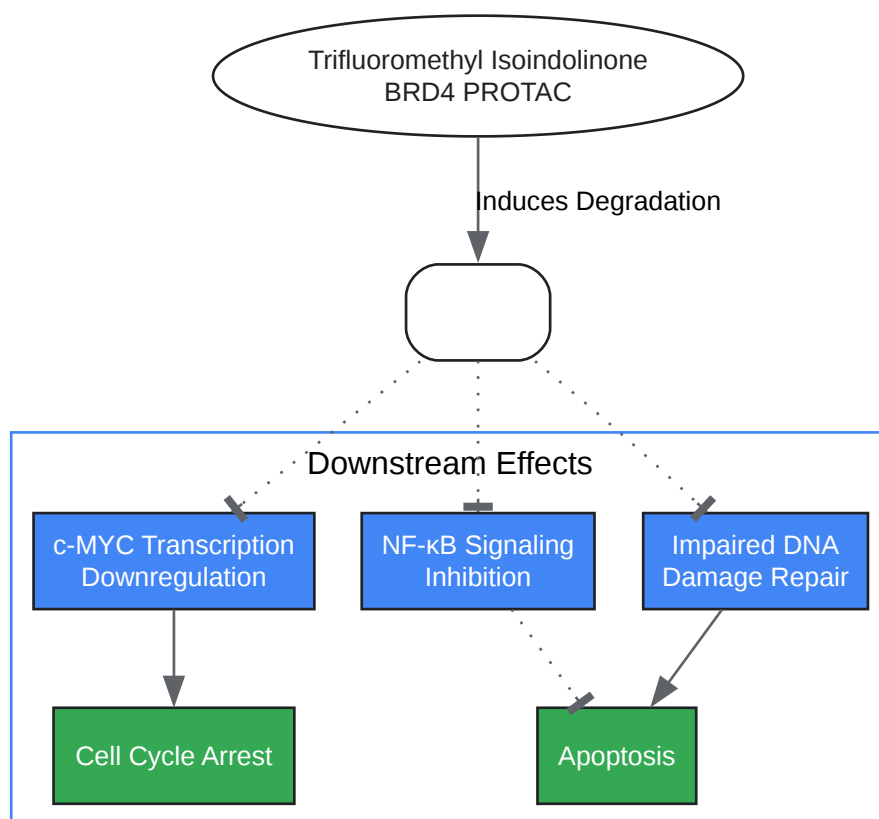 Trifluoromethyl Isoindolinone
BRD4 PROTAC
Induces Degradation
Downstream Effects
c-MYC Transcription
Downregulation
NF-κB Signaling
Inhibition
Impaired DNA
Damage Repair
Cell Cycle Arrest
Apoptosis